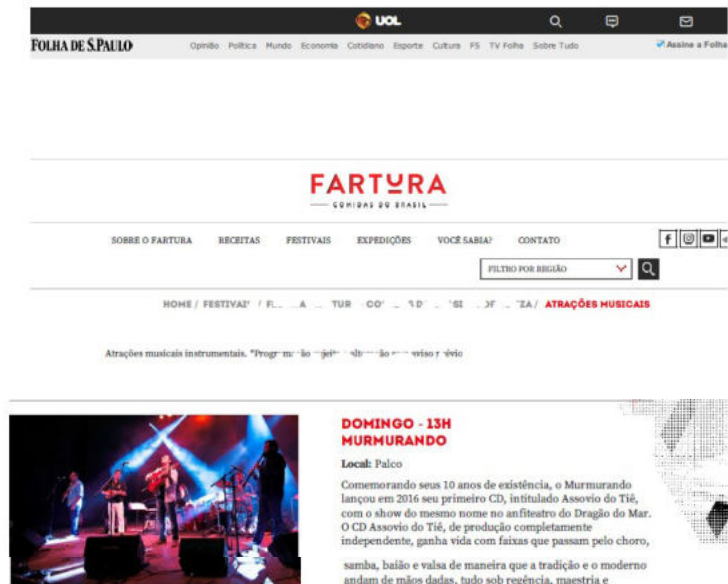 UOL
FOLHA DE S.PAULO Opinião Política Mundo Economia Cotidiano Esporte Cultura F5 TV Folha Sobre Tudo Assine a Folha
FARTURA
COMIDAS DO BRASIL
SOBRE O FARTURA RECEITAS FESTIVAIS EXPEDIÇÕES VOCÊ SABIA? CONTATO
FILTRO POR REGIÃO
HOME / / ATRAÇÕES MUSICAIS
Atrações musicais instrumentais.
DOMINGO - 13H
MURMURANDO
Local: Palco
Comemorando seus 10 anos de existência, o Murmurando
lançou em 2016 seu primeiro CD, intitulado Assovio do Tiê,
com o show do mesmo nome no anfiteatro do Dragão do Mar.
O CD Assovio do Tiê, de produção completamente
independente, ganha vida com faixas que passam pelo choro,
samba, baião e valsa de maneira que a tradição e o moderno
andam de mãos dadas, tudo sob regência, maestria e